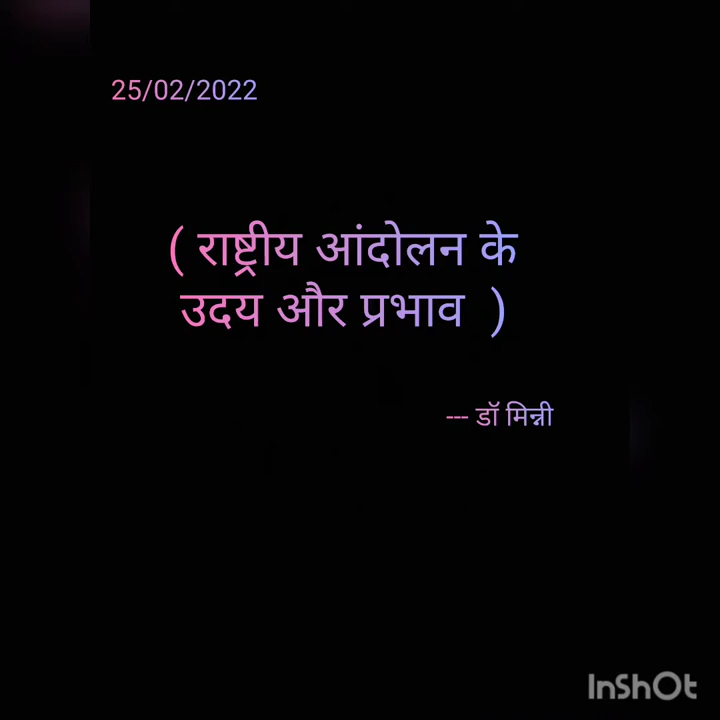 25/02/2022
( राष्ट्रीय आंदोलन के
उदय और प्रभाव )
--- डॉ मिन्नी
InShOt